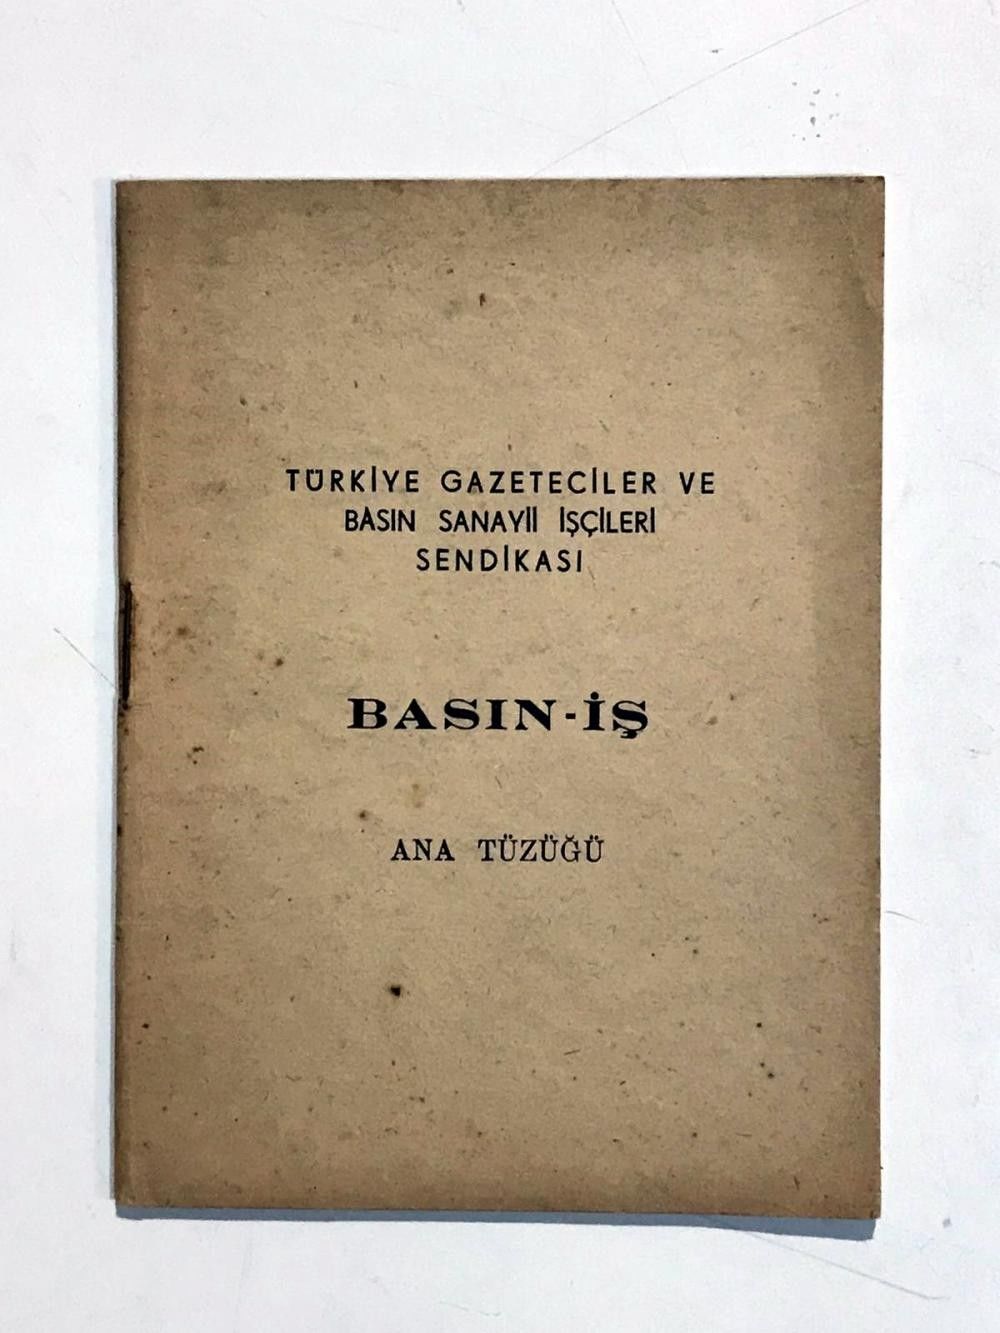 TÜRKİYE GAZETECİLER VE
BASIN SANAYİİ İŞÇİLERİ
SENDİKASI
BASIN-İŞ
ANA TÜZÜĞÜ